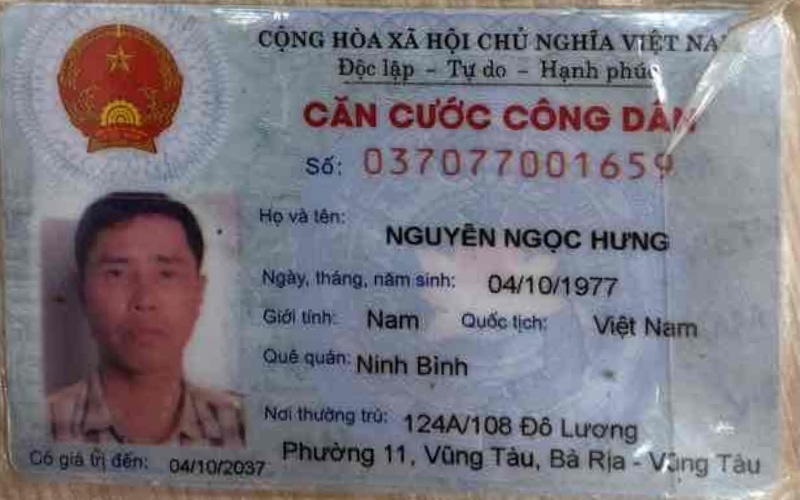 CỘNG HÒA XÃ HỘI CHỦ NGHĨA VIỆT NAM
Độc lập - Tự do - Hạnh phúc
CĂN CƯỚC CÔNG DÂN
Số: 037077001659
Họ và tên:
NGUYỄN NGỌC HƯNG
Ngày, tháng, năm sinh: 04/10/1977
Giới tính: Nam Quốc tịch: Việt Nam
Quê quán: Ninh Bình
Nơi thường trú: 124A/108 Đô Lương
Phường 11, Vũng Tàu, Bà Rịa - Vũng Tàu
Có giá trị đến: 04/10/2037